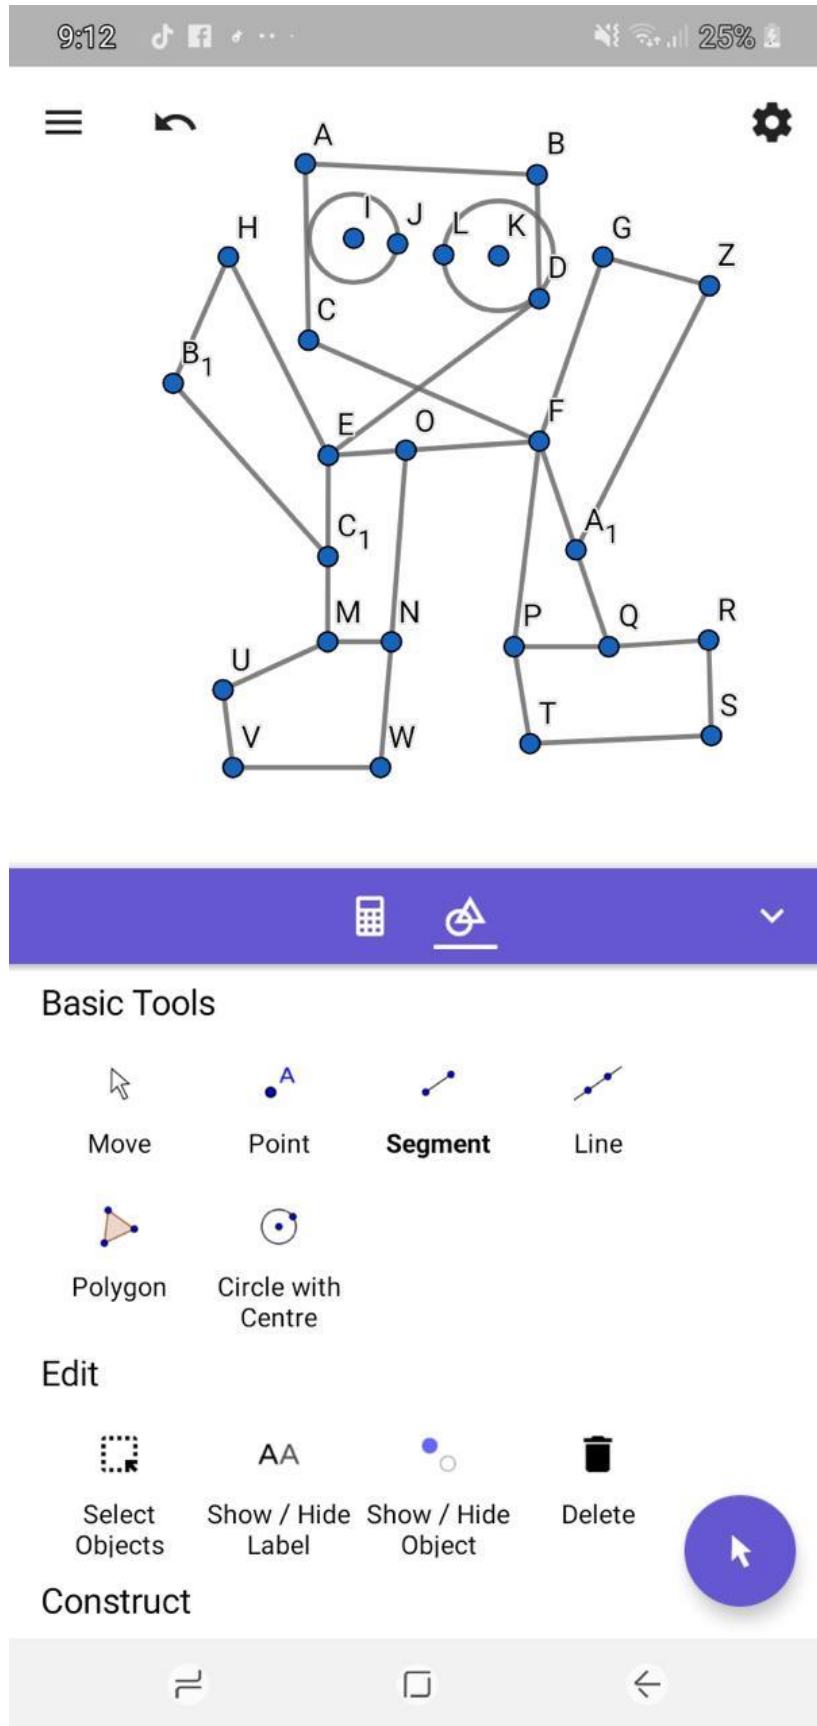 9:12 25%
A
B
I J L K G
H
Z
D
C
B₁
E O F
C₁ A₁
M N P Q R
U
V W T S
Basic Tools
A
Move Point Segment Line
Polygon Circle with
Centre
Edit
AA
Select Show / Hide Show / Hide Delete
Objects Label Object
Construct